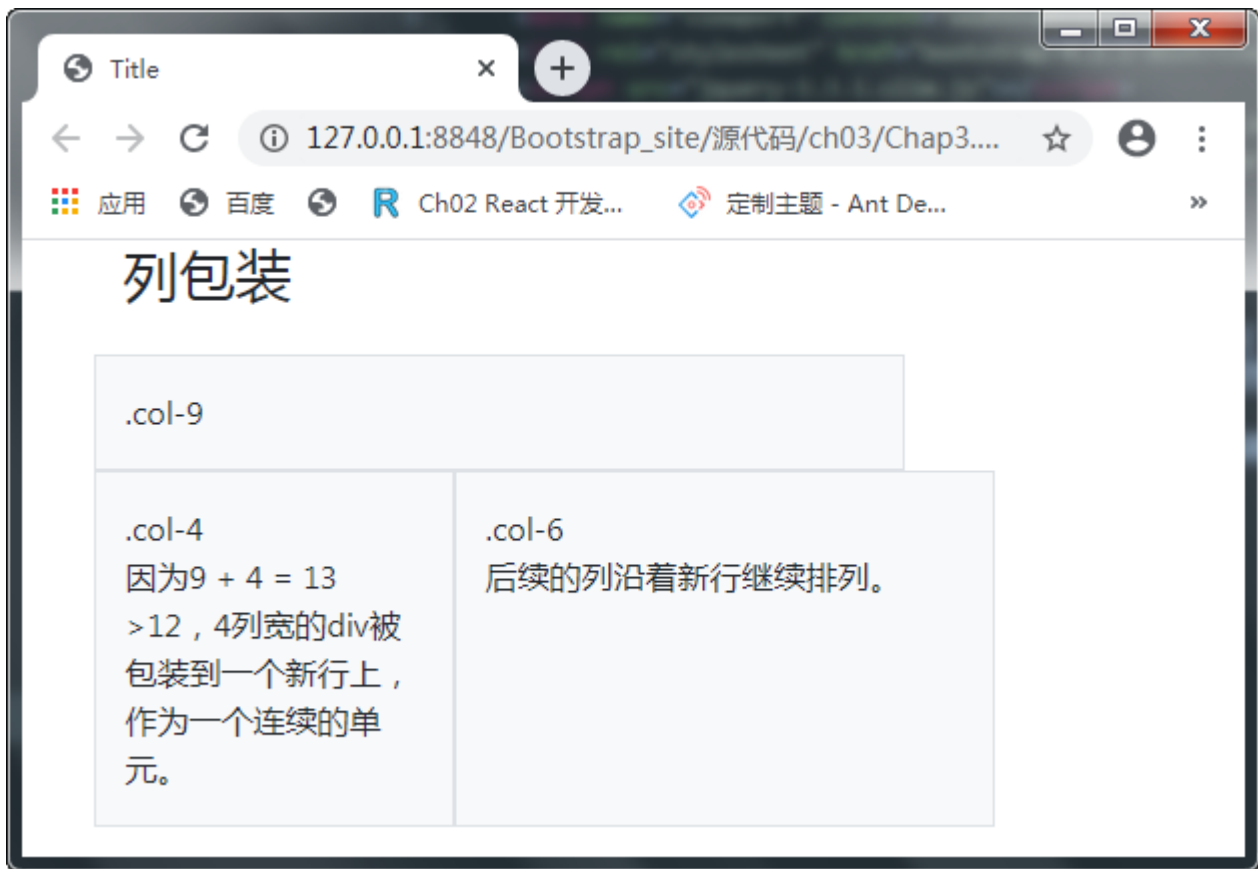 Title
127.0.0.1:8848/Bootstrap_site/源代码/ch03/Chap3....
应用 百度 R Ch02 React 开发... 定制主题 - Ant De... »
列包装
.col-9
.col-4
因为9 + 4 = 13
>12，4列宽的div被
包装到一个新行上，
作为一个连续的单
元。
.col-6
后续的列沿着新行继续排列。